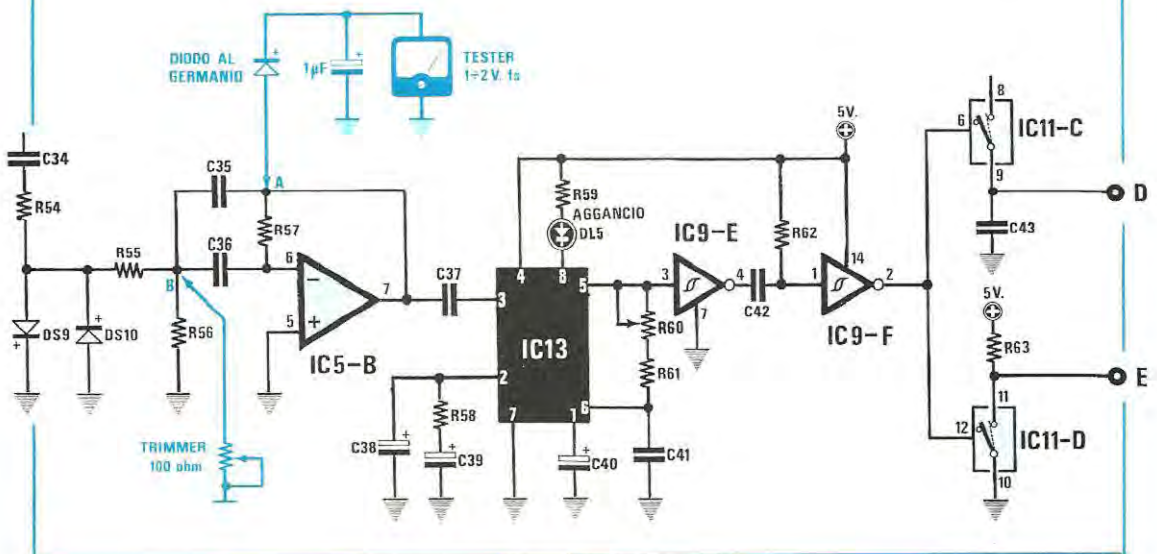 DIODO AL
GERMANIO
+
1µF
+
TESTER
1÷2 V. fs
C34
R54
DS9
+
DS10
+
R55
B
R56
C35
C36
A
R57
6
5
7
−
+
IC5-B
TRIMMER
100 ohm
C37
3
4
8
5
6
2
7
1
IC13
R59
AGGANCIO
DL5
C38
+
R58
C39
+
C40
+
C41
R60
R61
IC9-E
3
4
7
C42
R62
5V.
1
14
2
IC9-F
8
6
9
IC11-C
D
C43
5V.
R63
E
11
12
10
IC11-D